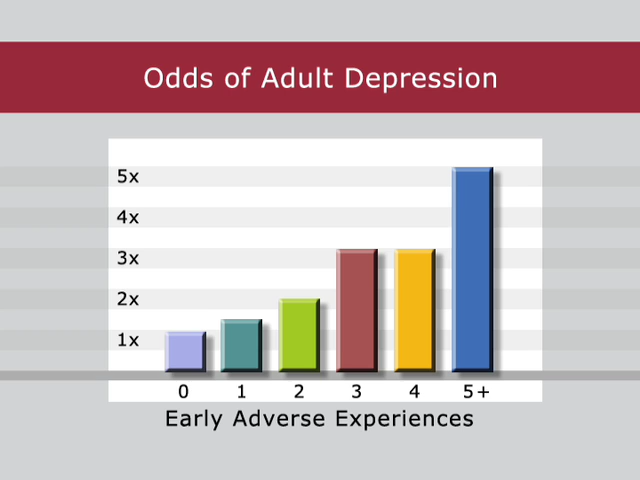 Odds of Adult Depression
5x
4x
3x
2x
1x
0 1 2 3 4 5+
Early Adverse Experiences